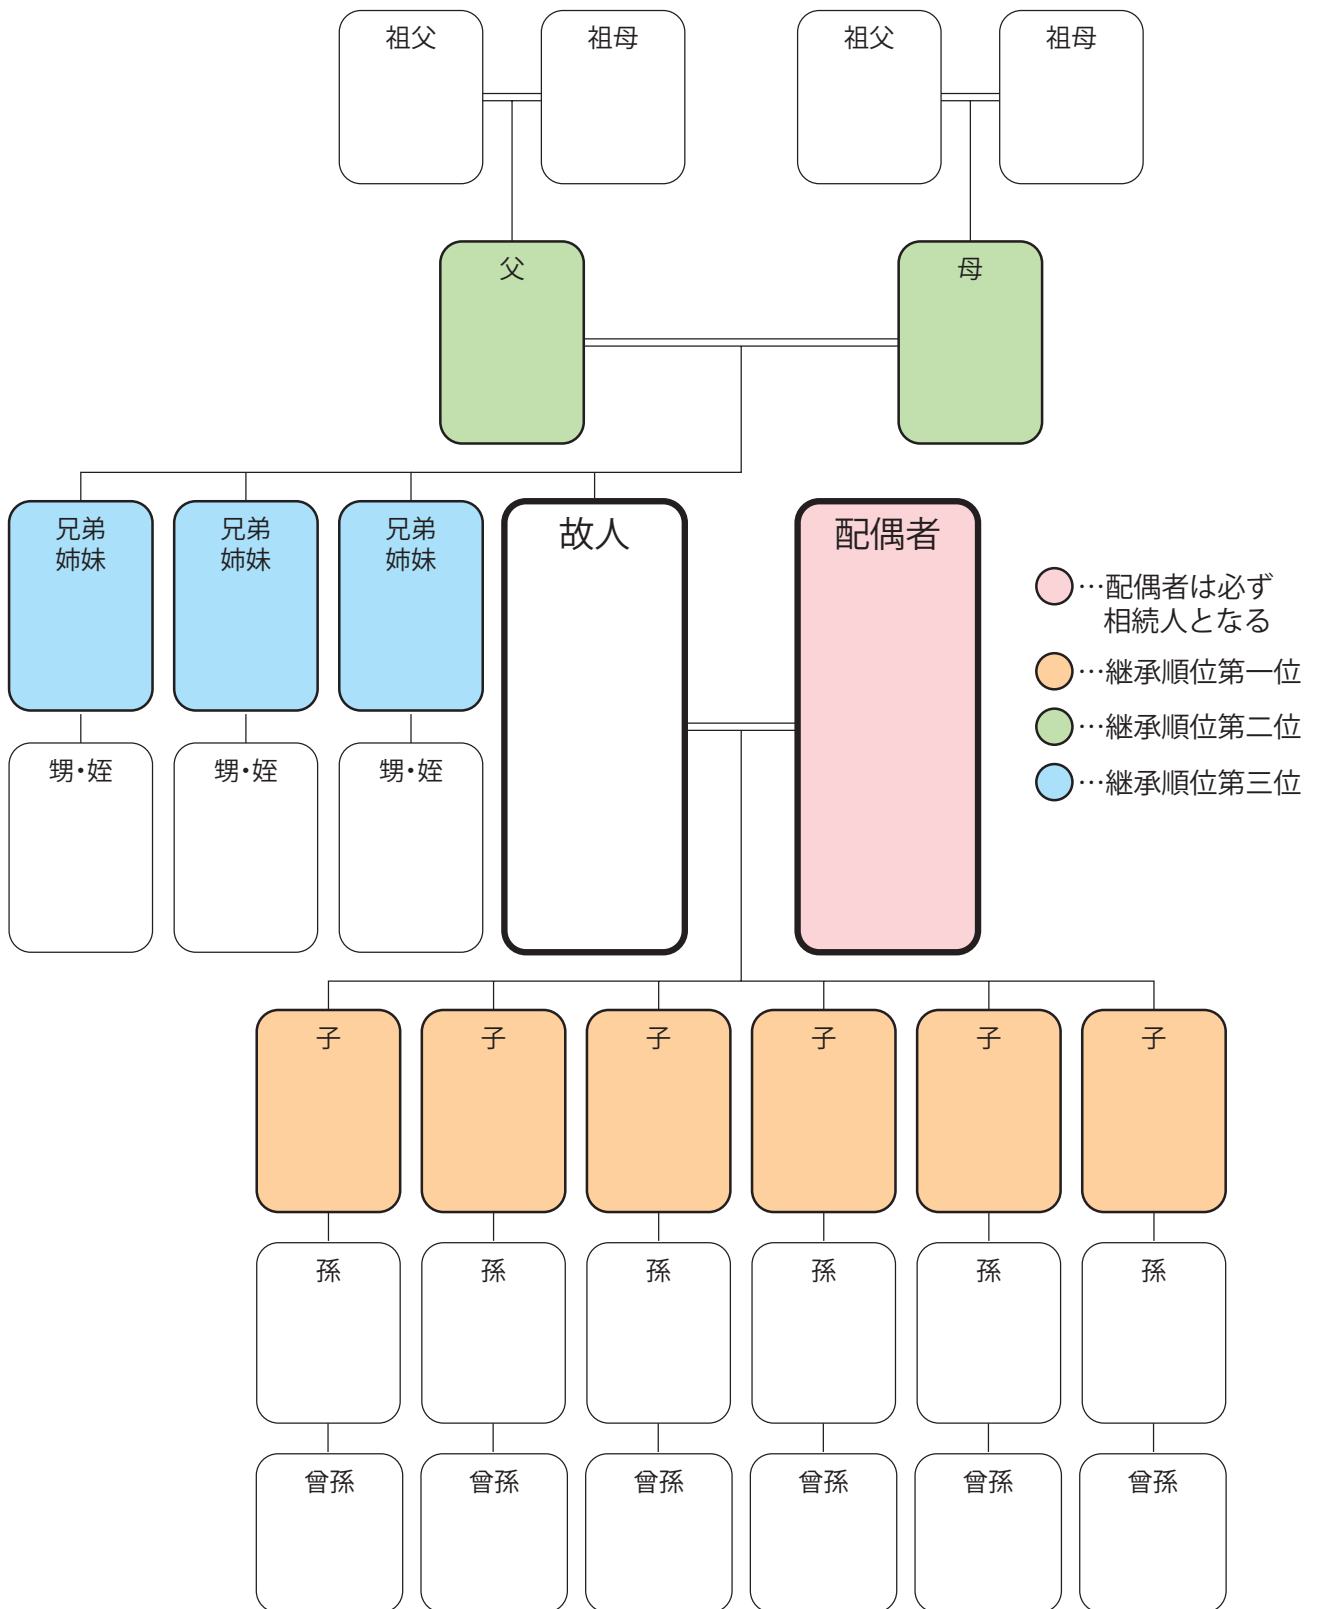 祖父
祖母
祖父
祖母
父
母
兄弟
姉妹
兄弟
姉妹
兄弟
姉妹
故人
配偶者
…配偶者は必ず
相続人となる
…継承順位第一位
…継承順位第二位
…継承順位第三位
甥・姪
甥・姪
甥・姪
子
子
子
子
子
子
孫
孫
孫
孫
孫
孫
曾孫
曾孫
曾孫
曾孫
曾孫
曾孫